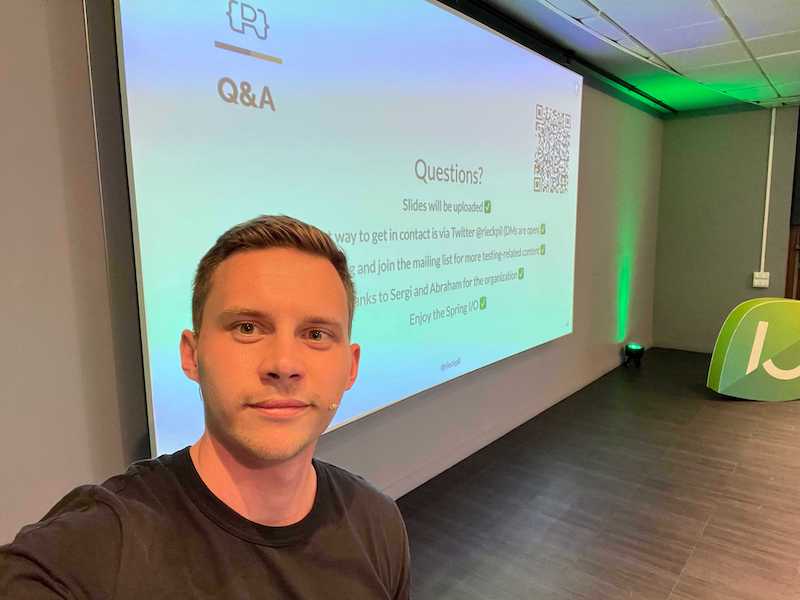 {R}
Q&A
Questions?
Slides will be uploaded ✅
way to get in contact is via Twitter @rieckpil (DMs are open) ✅
and join the mailing list for more testing-related content ✅
to Sergi and Abraham for the organization ✅
Enjoy the Spring I/O ✅
@rieckpil